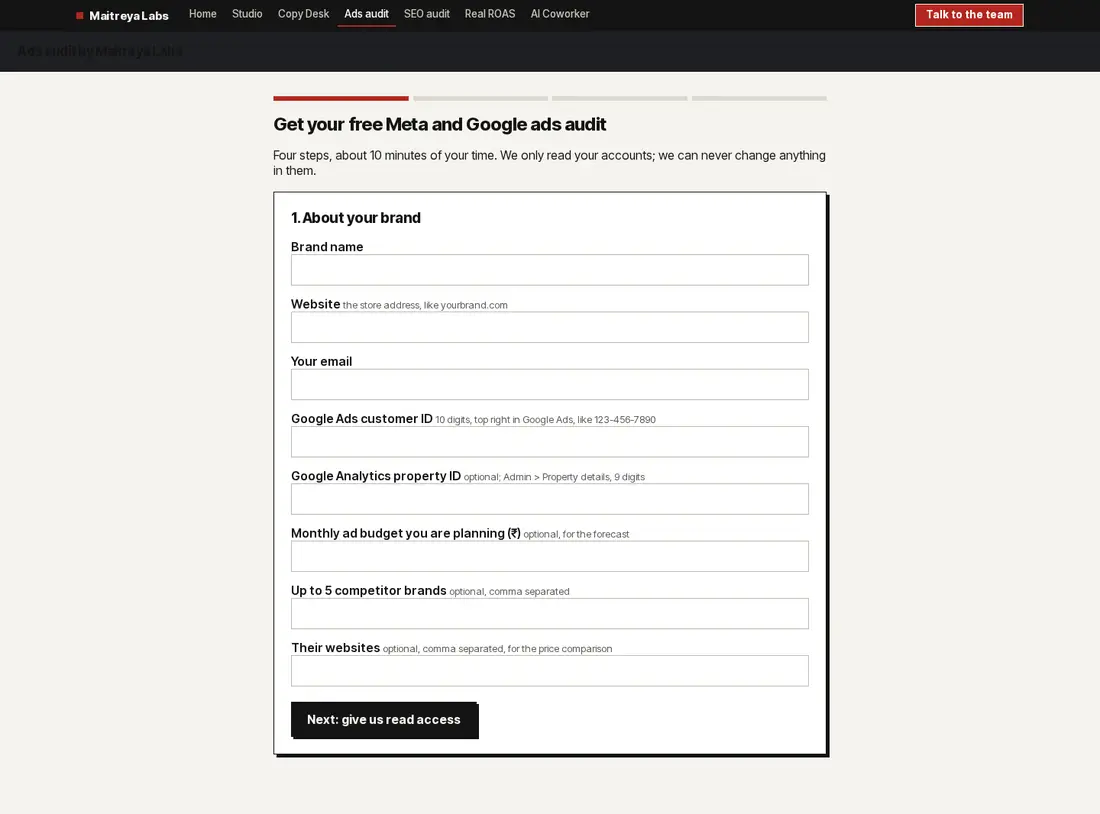 Maitreya Labs
Home
Studio
Copy Desk
Ads audit
SEO audit
Real ROAS
AI Coworker
Talk to the team
Ads audit by Maitreya Labs
Get your free Meta and Google ads audit
Four steps, about 10 minutes of your time. We only read your accounts; we can never change anything
in them.
1. About your brand
Brand name
Website the store address, like yourbrand.com
Your email
Google Ads customer ID 10 digits, top right in Google Ads, like 123-456-7890
Google Analytics property ID optional; Admin > Property details, 9 digits
Monthly ad budget you are planning (₹) optional, for the forecast
Up to 5 competitor brands optional, comma separated
Their websites optional, comma separated, for the price comparison
Next: give us read access